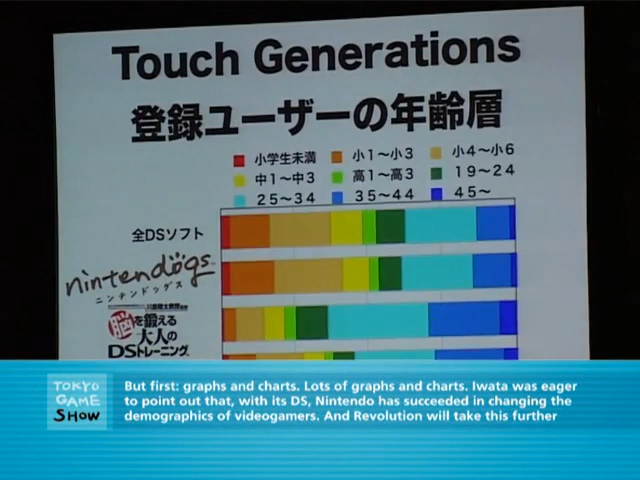 Touch Generations
登録ユーザーの年齢層
小学生未満 小1〜小3 小4〜小6
中1〜中3 高1〜高3 19〜24
25〜34 35〜44 45〜
全DSソフト
nintendogs
ニンテンドッグス
脳を鍛える
大人の
DSトレーニング
TOKYO
GAME
SHOW
But first: graphs and charts. Lots of graphs and charts. Iwata was eager
to point out that, with its DS, Nintendo has succeeded in changing the
demographics of videogamers. And Revolution will take this further